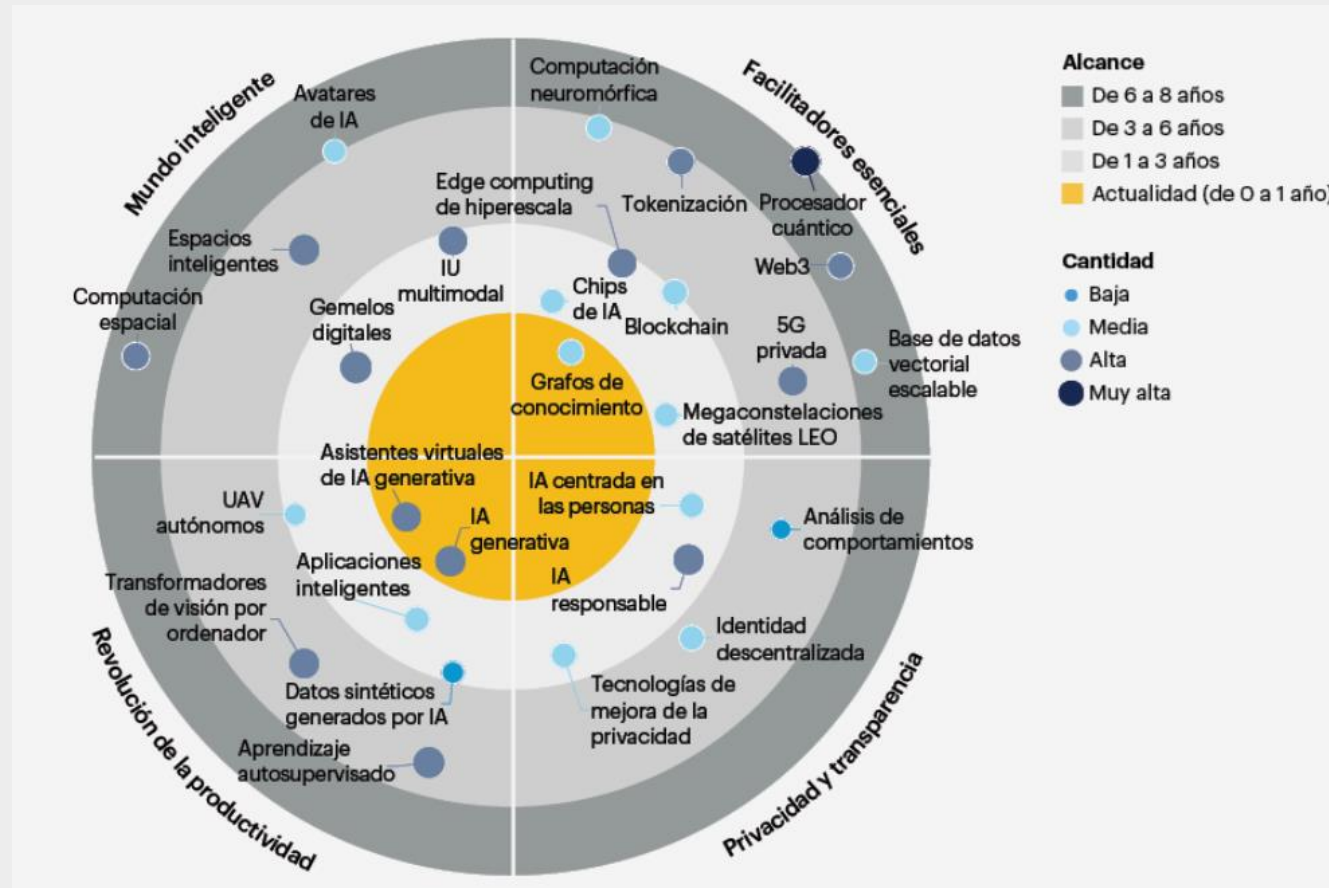 Mundo inteligente
Avatares
de IA
Espacios
inteligentes
Computación
espacial
Gemelos
digitales
IU
multimodal
Facilitadores esenciales
Computación
neuromórfica
Edge computing
de hiperescala
Tokenización
Procesador
cuántico
Web3
Chips
de IA
Blockchain
5G
privada
Base de datos
vectorial
escalable
Grafos de
conocimiento
Megaconstelaciones
de satélites LEO
Revolución de la productividad
Asistentes virtuales
de IA generativa
UAV
autónomos
IA
generativa
Aplicaciones
inteligentes
Transformadores
de visión por
ordenador
Datos sintéticos
generados por IA
Aprendizaje
autosupervisado
Privacidad y transparencia
IA centrada en
las personas
Análisis de
comportamientos
IA
responsable
Identidad
descentralizada
Tecnologías de
mejora de la
privacidad
Alcance
De 6 a 8 años
De 3 a 6 años
De 1 a 3 años
Actualidad (de 0 a 1 año)
Cantidad
Baja
Media
Alta
Muy alta